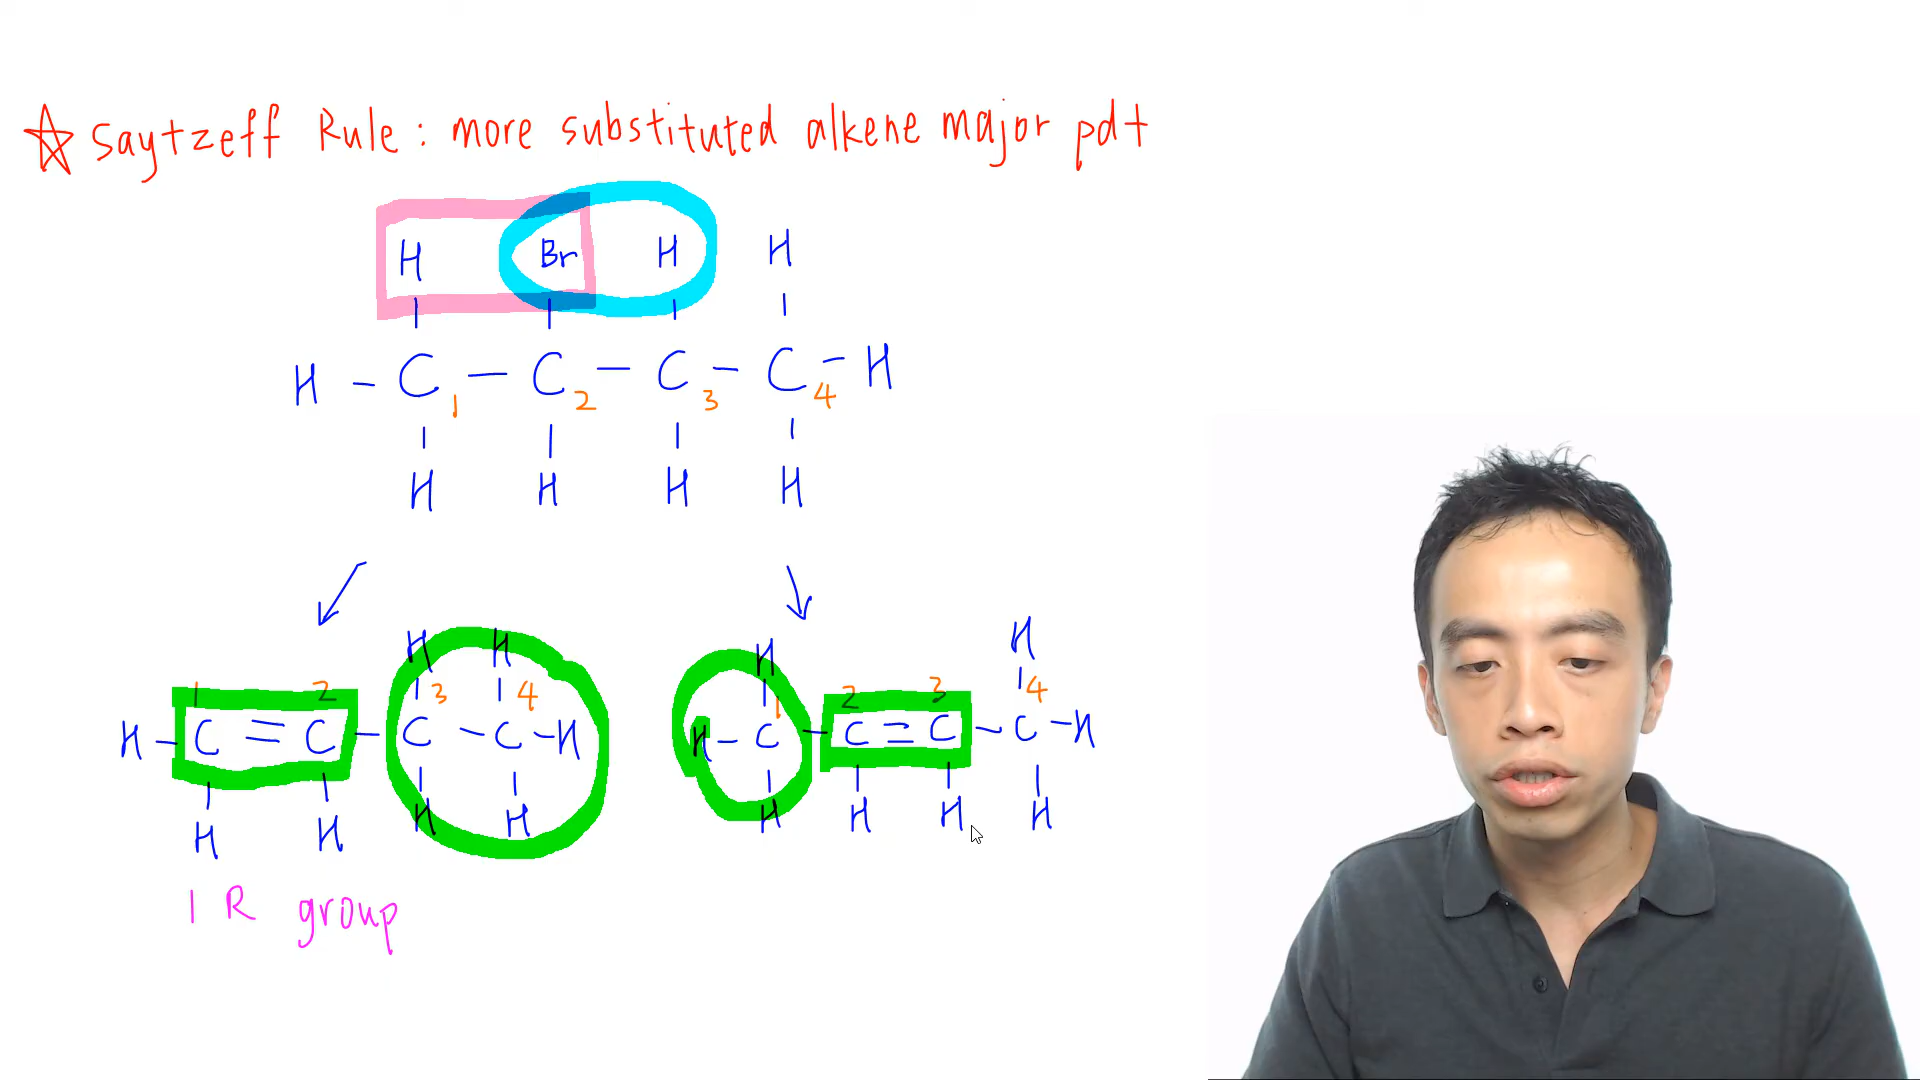 ☆ Saytzeff Rule: more substituted alkene major pdt
H Br H H
H - C1 - C2 - C3 - C4 - H
H H H H
H H H H
1 2 3 4 1 2 3 4
H - C = C - C - C - H H - C - C = C - C - H
H H H H H H H H
1 R group